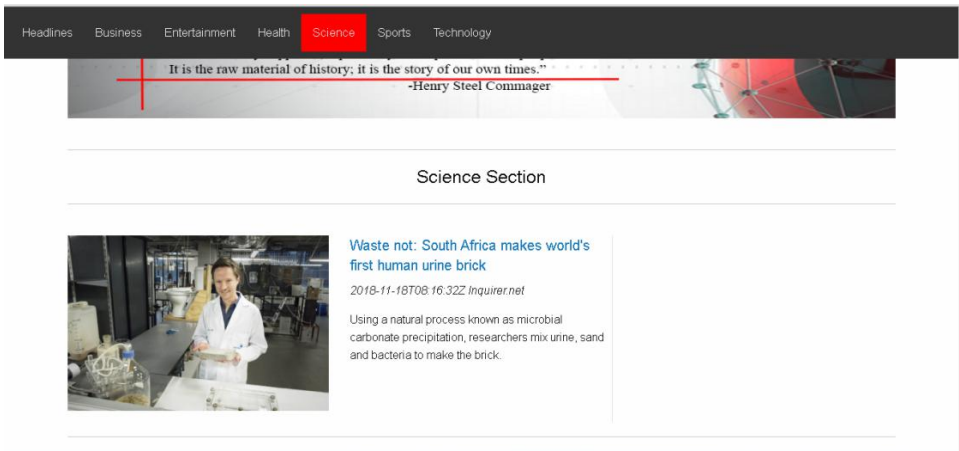 Headlines Business Entertainment Health Science Sports Technology
It is the raw material of history; it is the story of our own times.”
-Henry Steel Commager
Science Section
Waste not: South Africa makes world's
first human urine brick
2018-11-18T08:16:32Z Inquirer.net
Using a natural process known as microbial
carbonate precipitation, researchers mix urine, sand
and bacteria to make the brick.